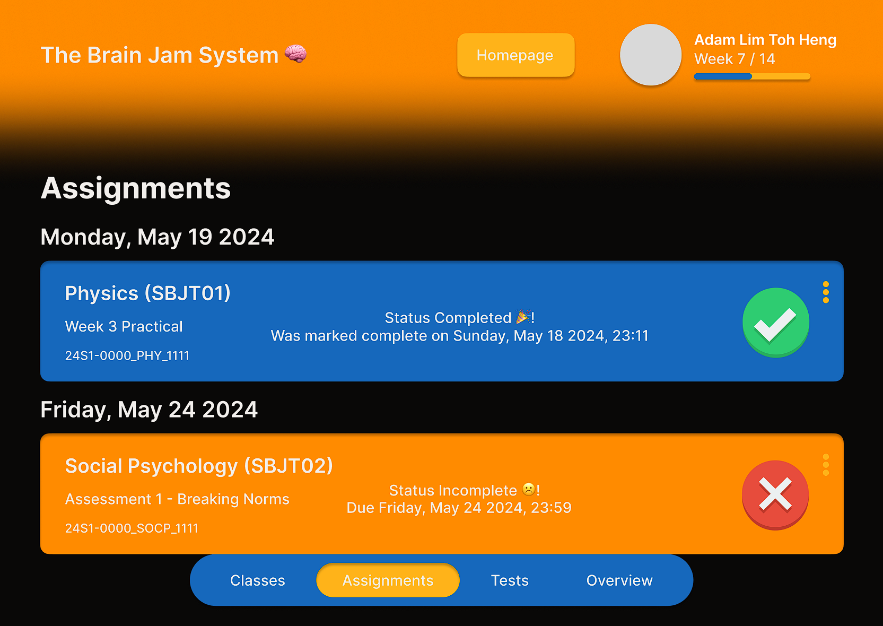 The Brain Jam System 🧠
Homepage
Adam Lim Toh Heng
Week 7 / 14
Assignments
Monday, May 19 2024
Physics (SBJT01)
Week 3 Practical
24S1-0000_PHY_1111
Status Completed 🎉!
Was marked complete on Sunday, May 18 2024, 23:11
Friday, May 24 2024
Social Psychology (SBJT02)
Assessment 1 - Breaking Norms
24S1-0000_SOCP_1111
Status Incomplete 😢!
Due Friday, May 24 2024, 23:59
Classes
Assignments
Tests
Overview